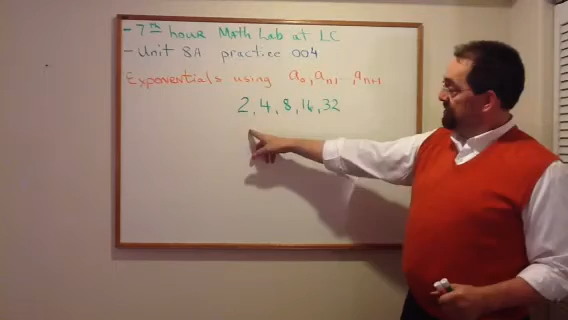 - 7th hour Math Lab at LC
- Unit 8A practice 004
Exponentials using a₀, aₙ, ..., aₙ₊₁
2, 4, 8, 16, 32